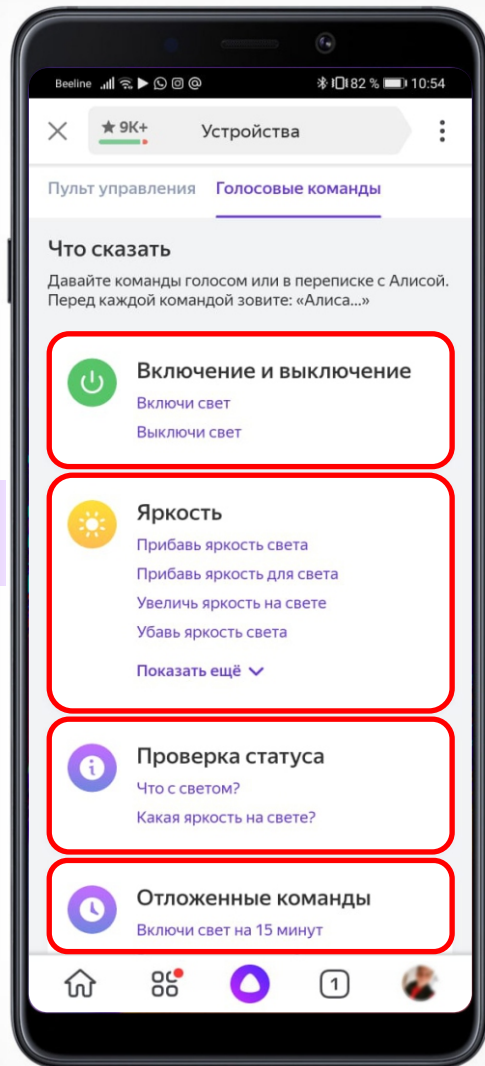 Beeline 82 % 10:54
9K+ Устройства
Пульт управления Голосовые команды
Что сказать
Давайте команды голосом или в переписке с Алисой.
Перед каждой командой зовите: «Алиса...»
Включение и выключение
Включи свет
Выключи свет
Яркость
Прибавь яркость света
Прибавь яркость для света
Увеличь яркость на свете
Убавь яркость света
Показать ещё
Проверка статуса
Что с светом?
Какая яркость на свете?
Отложенные команды
Включи свет на 15 минут
1